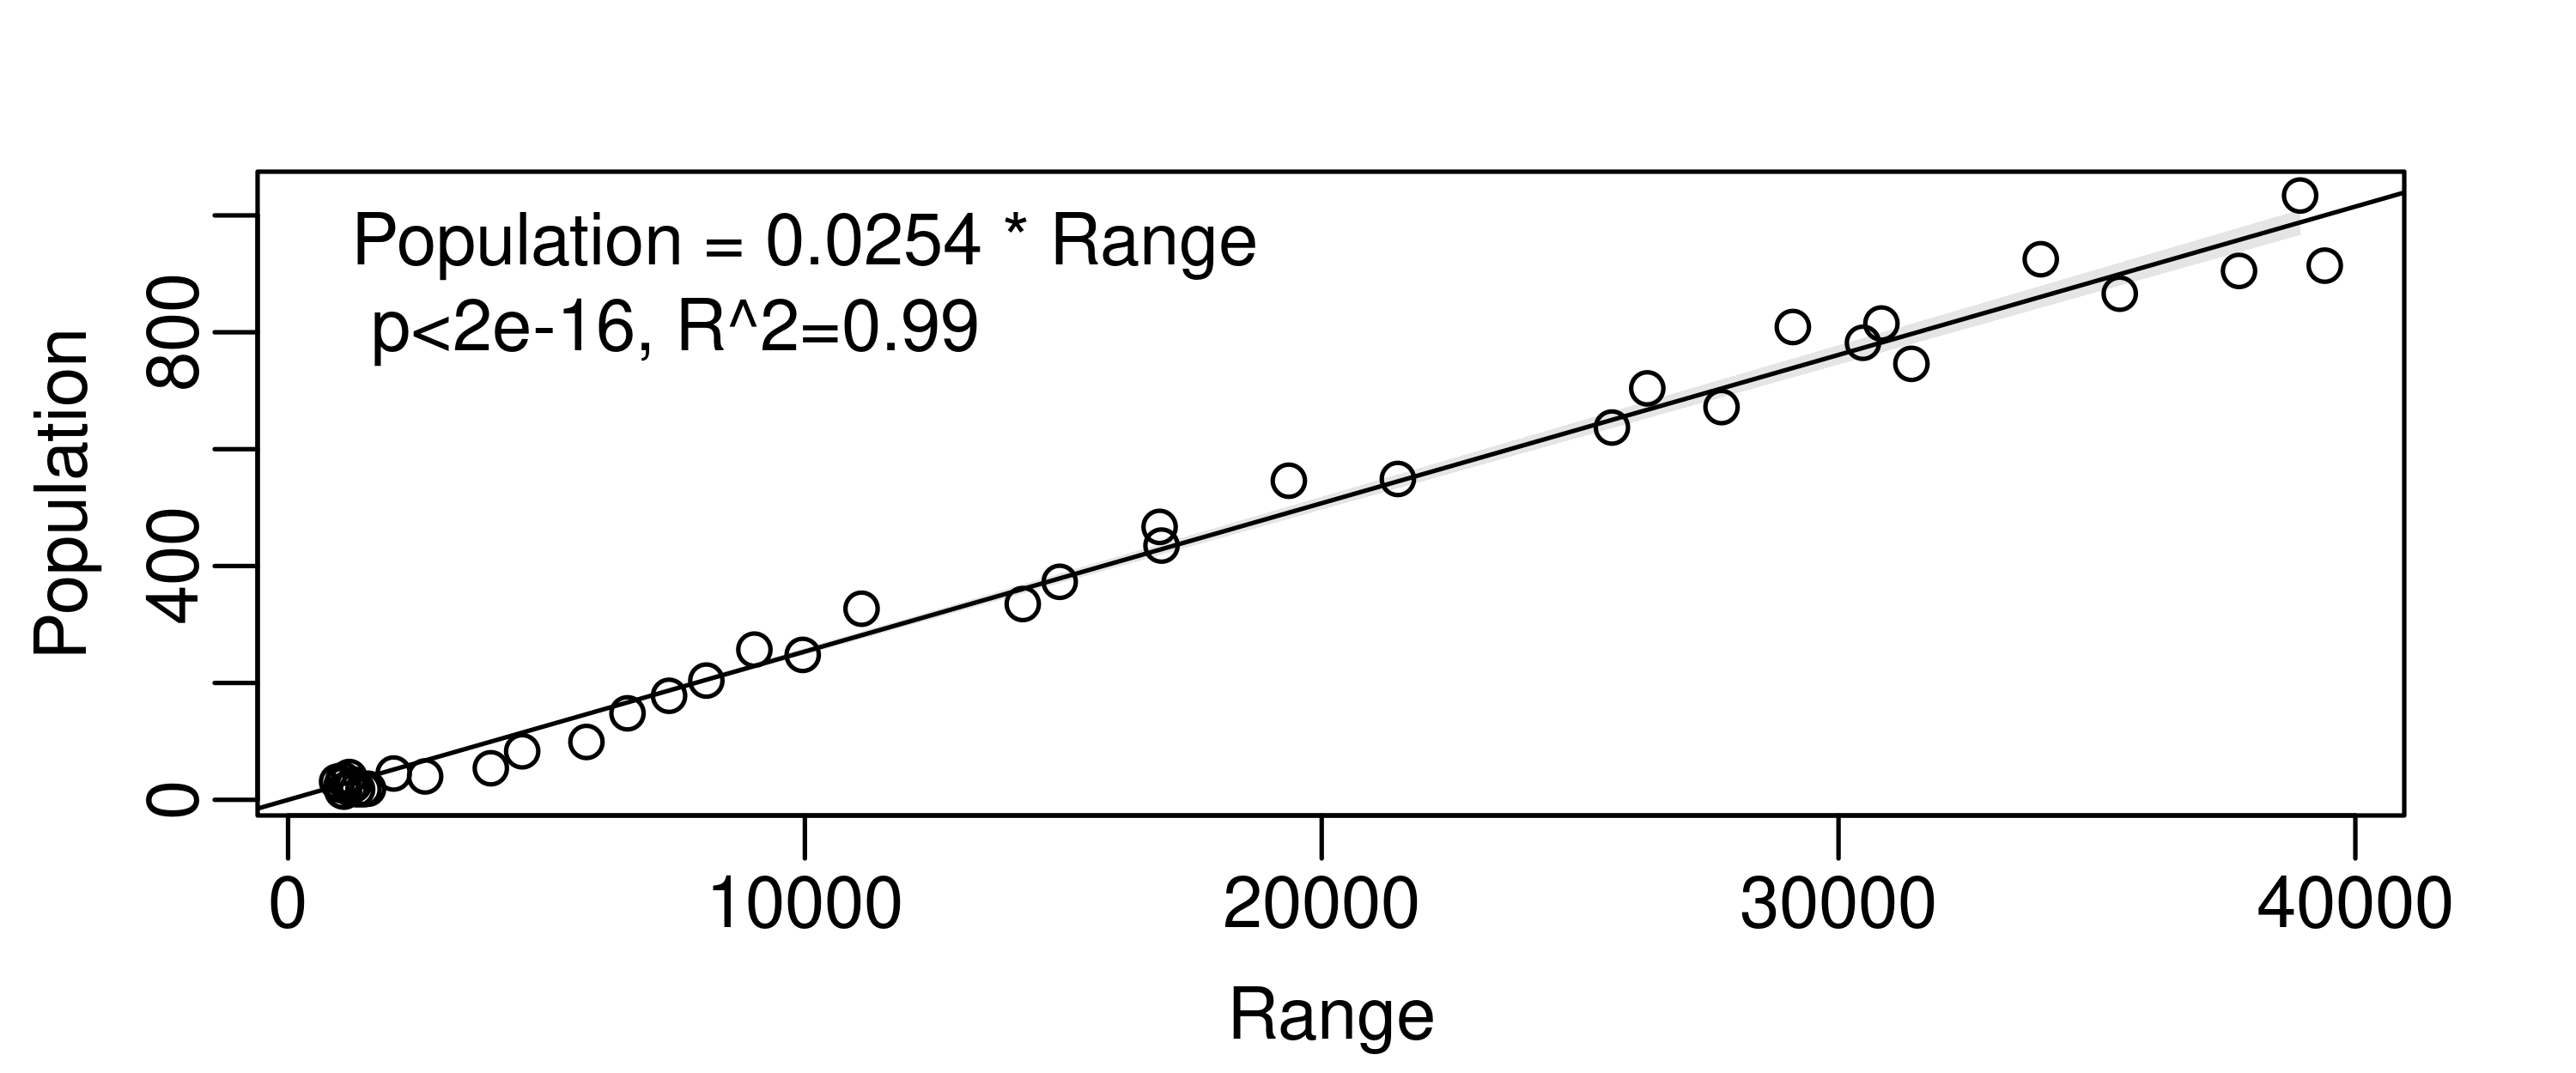 Population = 0.0254 * Range
p<2e-16, R^2=0.99
Population
800
400
0
0 10000 20000 30000 40000
Range